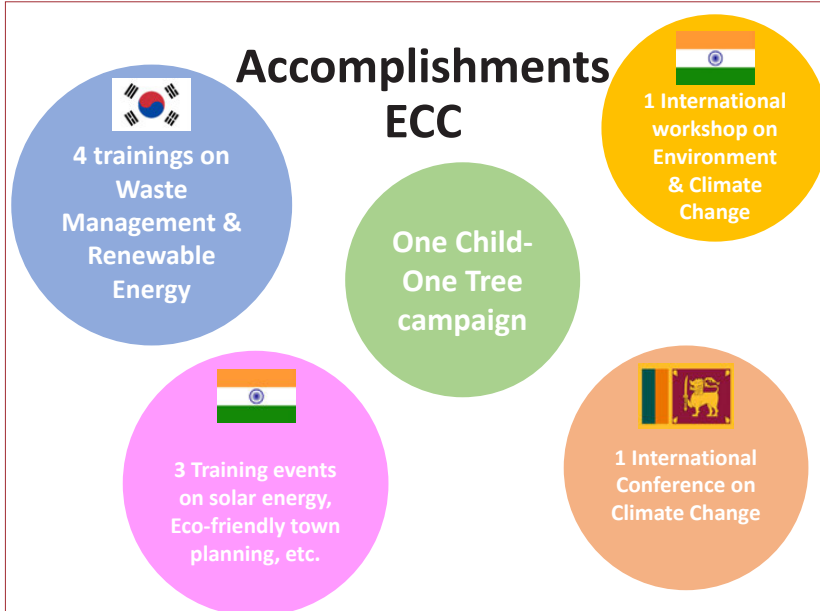 Accomplishments
ECC
4 trainings on
Waste
Management &
Renewable
Energy
1 International
workshop on
Environment
& Climate
Change
One Child-
One Tree
campaign
3 Training events
on solar energy,
Eco-friendly town
planning, etc.
1 International
Conference on
Climate Change